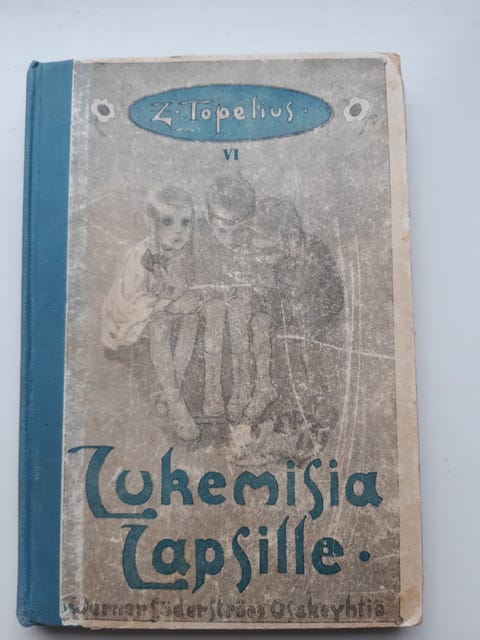 Z. Topelius.
VI
Lukemisia
Lapsille.
Werner Söderström Osakeyhtiö